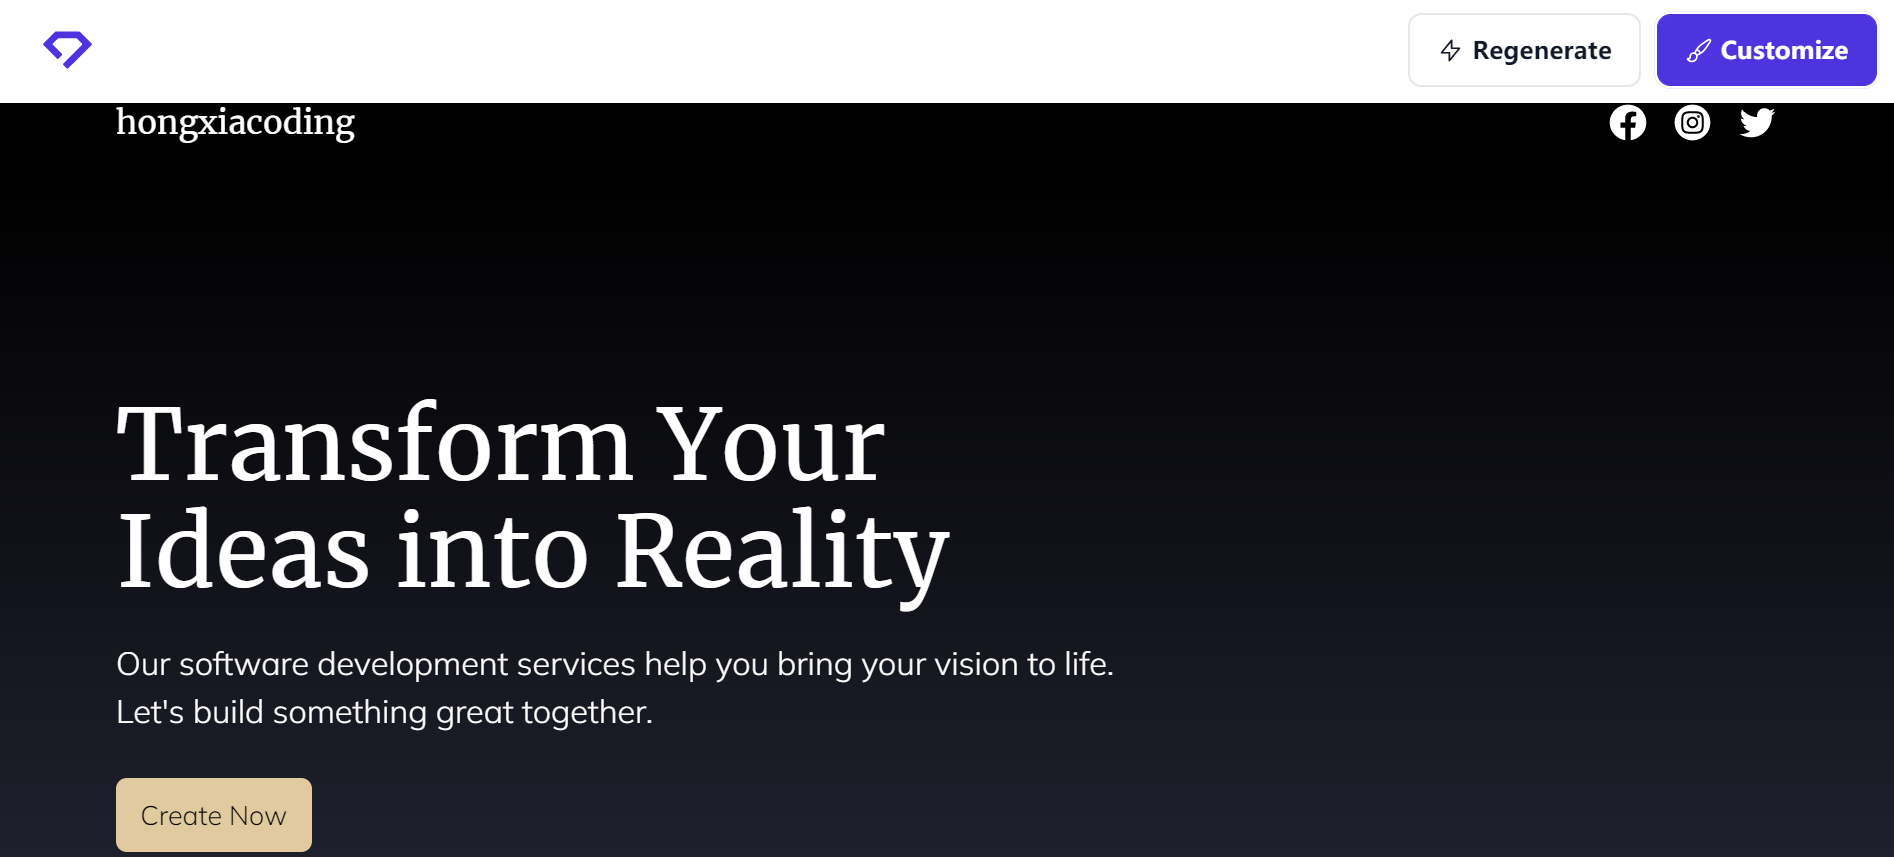 Regenerate
Customize
hongxiacoding
Transform Your
Ideas into Reality
Our software development services help you bring your vision to life.
Let's build something great together.
Create Now